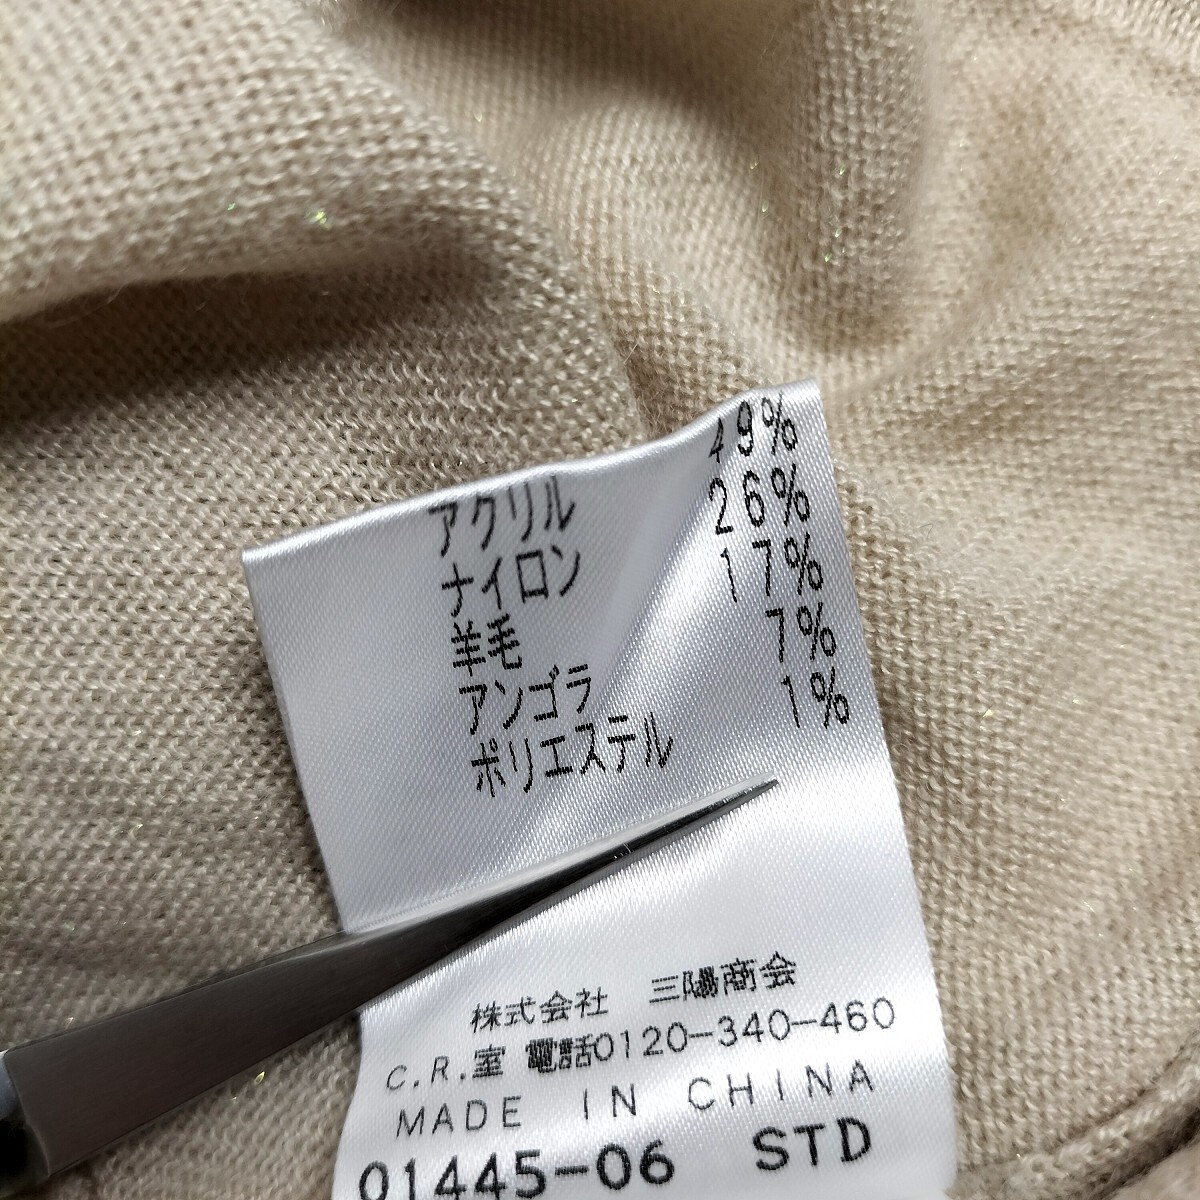 アクリル 49%
ナイロン 26%
羊毛 17%
アンゴラ 7%
ポリエステル 1%
株式会社 三陽商会
C.R.室 電話0120-340-460
MADE IN CHINA
01445-06 STD